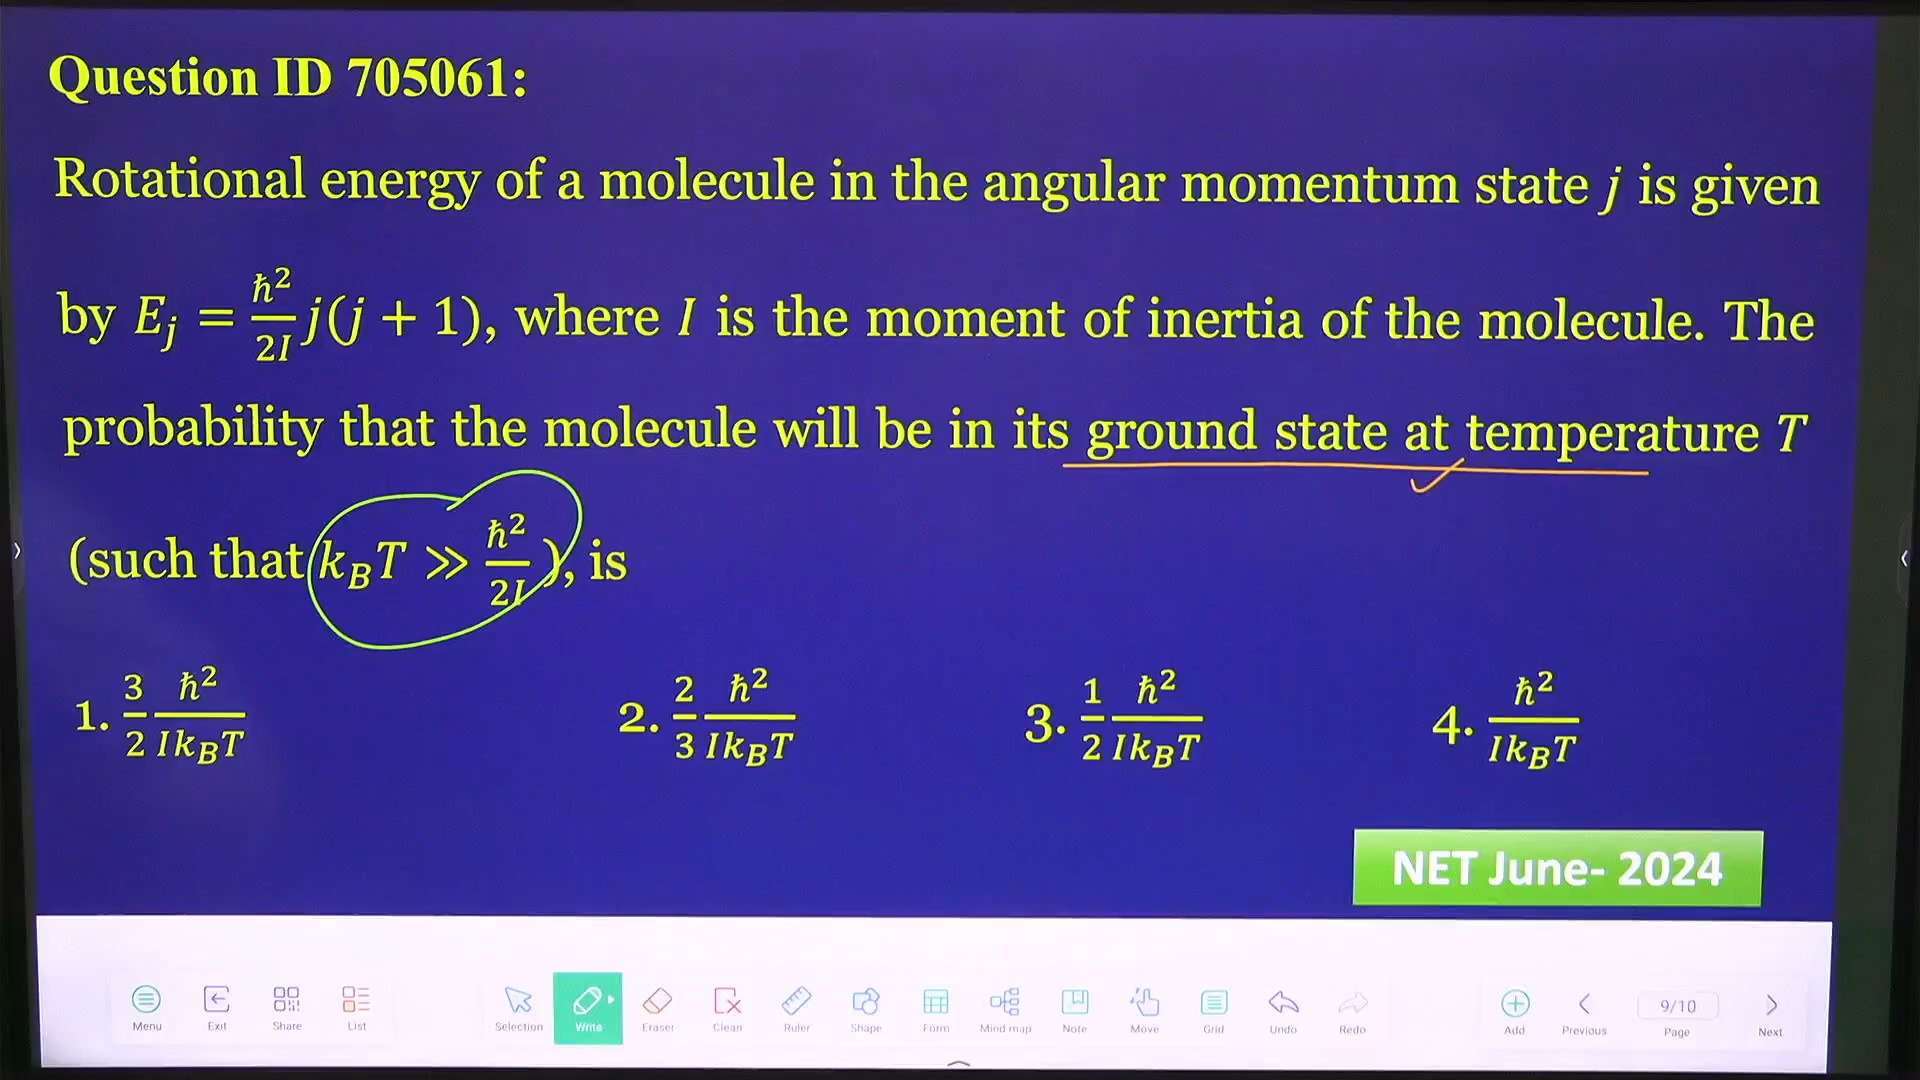 Question ID 705061:
Rotational energy of a molecule in the angular momentum state j is given
by E_j = ħ²/2I j(j + 1), where I is the moment of inertia of the molecule. The
probability that the molecule will be in its ground state at temperature T
(such that k_BT ≫ ħ²/2I), is
1. 3/2 ħ²/Ik_BT 2. 2/3 ħ²/Ik_BT 3. 1/2 ħ²/Ik_BT 4. ħ²/Ik_BT
NET June- 2024
Menu Exit Share List Selection Write Eraser Clean Ruler Shape Form Mind map Note Move Grid Undo Redo Add Previous 9/10 Page Next